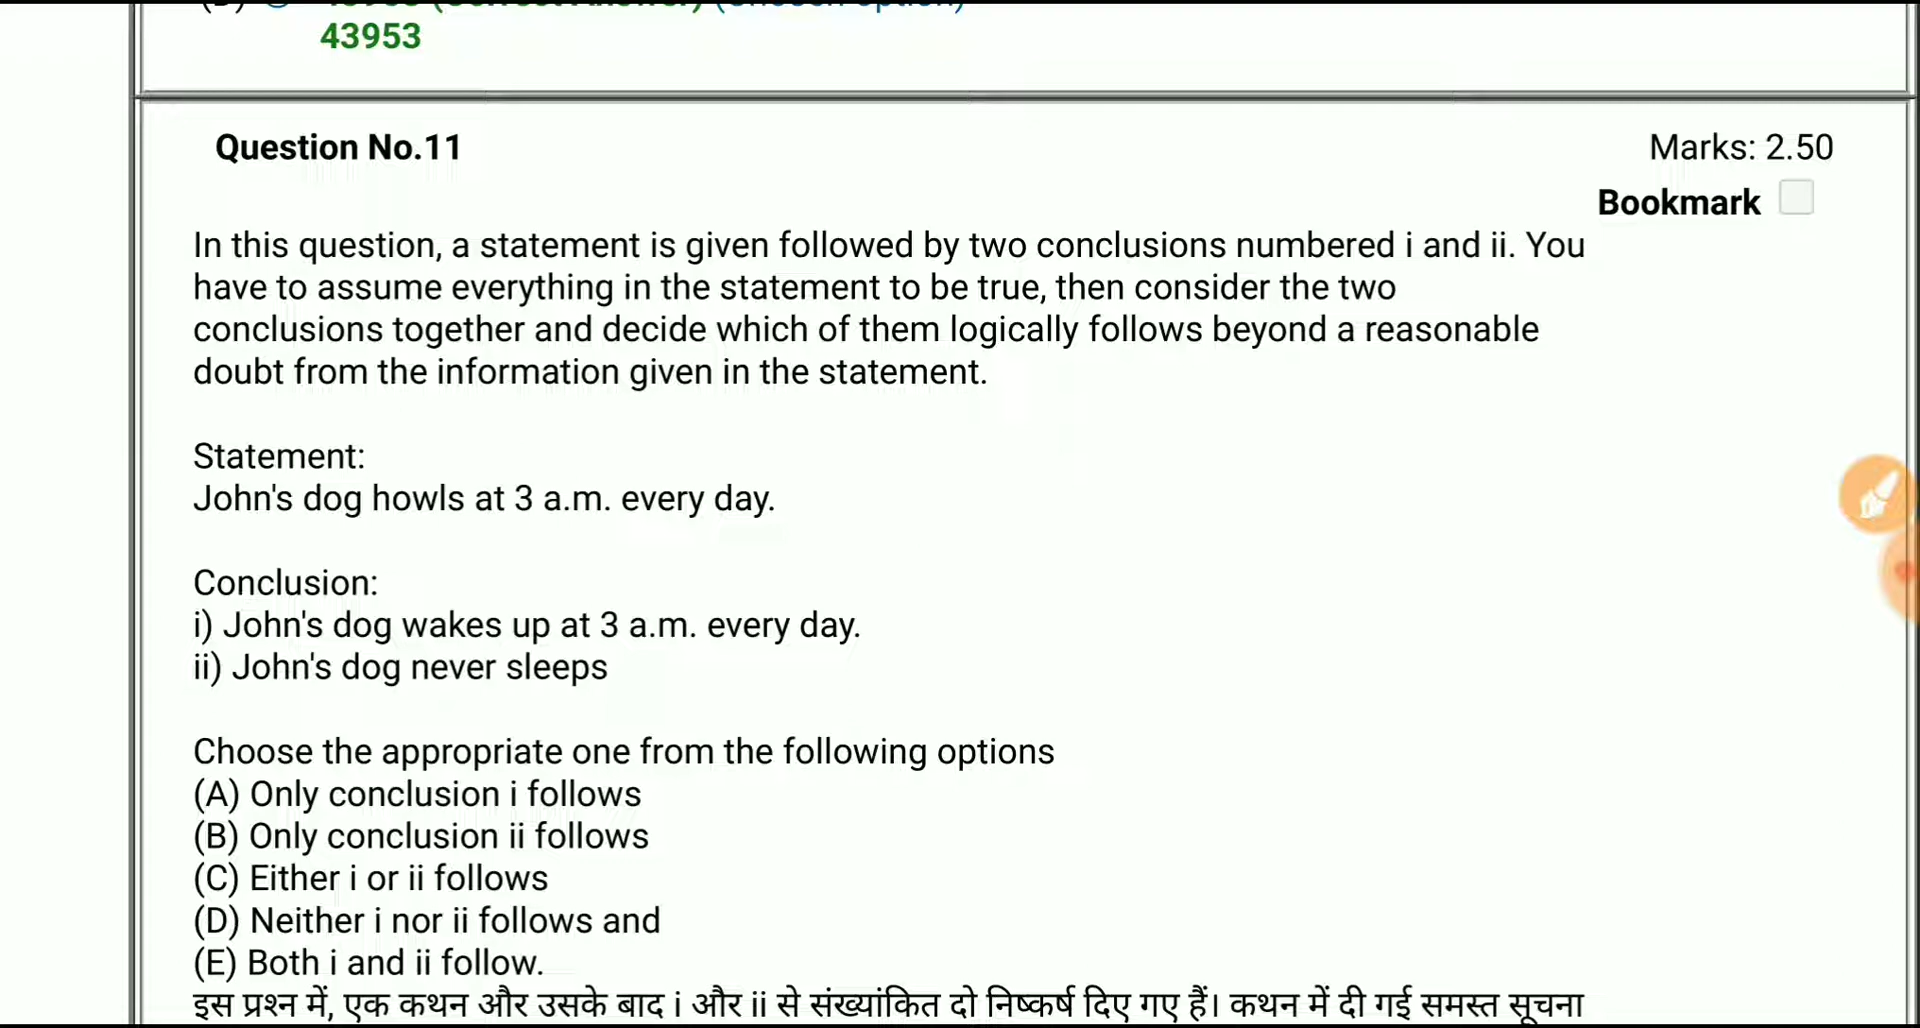 43953
Question No.11
Marks: 2.50
Bookmark
In this question, a statement is given followed by two conclusions numbered i and ii. You
have to assume everything in the statement to be true, then consider the two
conclusions together and decide which of them logically follows beyond a reasonable
doubt from the information given in the statement.
Statement:
John's dog howls at 3 a.m. every day.
Conclusion:
i) John's dog wakes up at 3 a.m. every day.
ii) John's dog never sleeps
Choose the appropriate one from the following options
(A) Only conclusion i follows
(B) Only conclusion ii follows
(C) Either i or ii follows
(D) Neither i nor ii follows and
(E) Both i and ii follow.
इस प्रश्न में, एक कथन और उसके बाद i और ii से संख्यांकित दो निष्कर्ष दिए गए हैं। कथन में दी गई समस्त सूचना